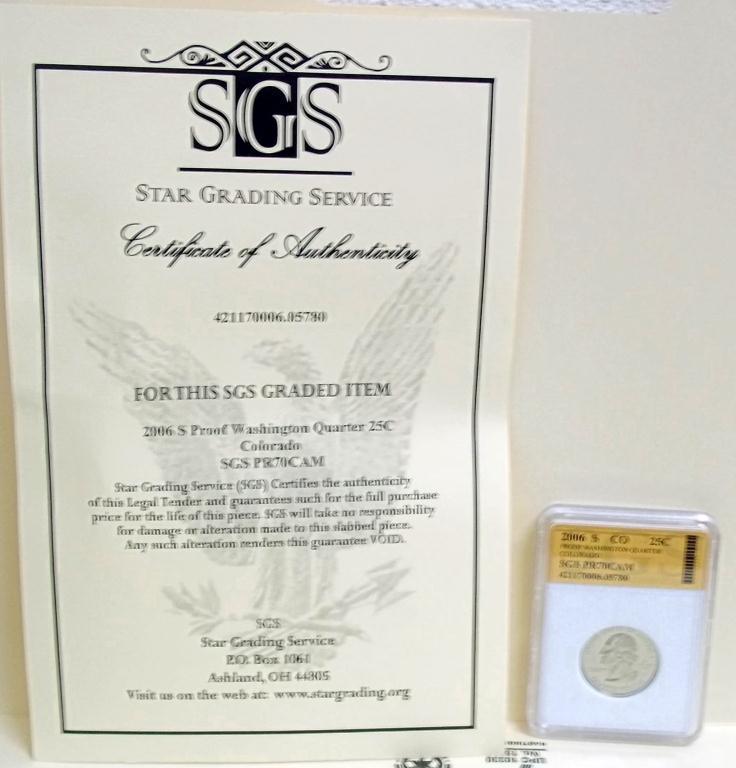 SGS
STAR GRADING SERVICE
Certificate of Authenticity
421170006.05780
FOR THIS SGS GRADED ITEM
2006 S Proof Washington Quarter 25C
Colorado
SGS PR70CAM
Star Grading Service (SGS) Certifies the authenticity
of this Legal Tender and guarantees such for the full purchase
price for the life of this piece. SGS will take no responsibility
for damage or alteration made to this slabbed piece.
Any such alteration renders this guarantee VOID.
SGS
Star Grading Service
P.O. Box 1061
Ashland, OH 44805
Visit us on the web at: www.stargrading.org
2006 S CO 25C
PROOF WASHINGTON QUARTER
COLORADO
SGS PR70CAM
421170006.05780